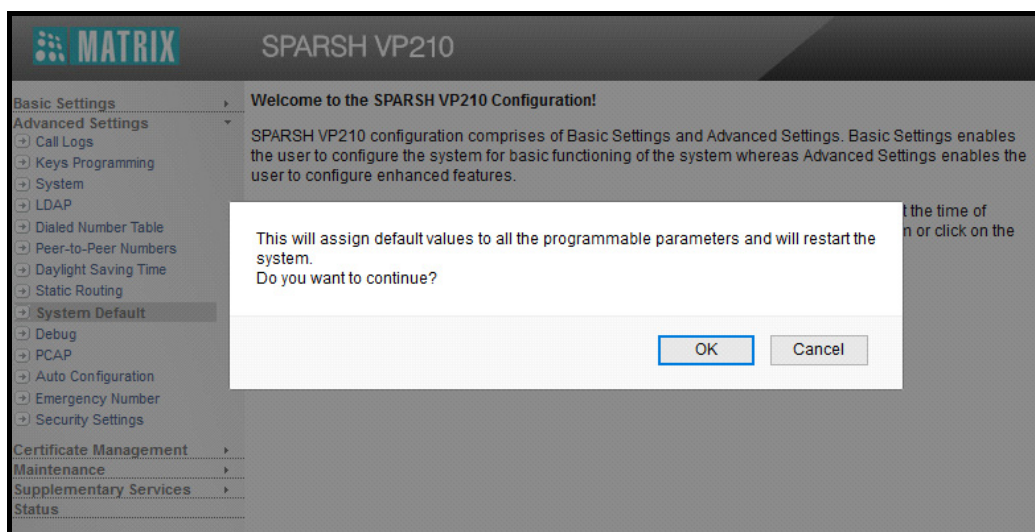 MATRIX
SPARSH VP210
Basic Settings
Advanced Settings
Call Logs
Keys Programming
System
LDAP
Dialed Number Table
Peer-to-Peer Numbers
Daylight Saving Time
Static Routing
System Default
Debug
PCAP
Auto Configuration
Emergency Number
Security Settings
Certificate Management
Maintenance
Supplementary Services
Status
Welcome to the SPARSH VP210 Configuration!
SPARSH VP210 configuration comprises of Basic Settings and Advanced Settings. Basic Settings enables
the user to configure the system for basic functioning of the system whereas Advanced Settings enables the
user to configure enhanced features.
t the time of
or click on the
This will assign default values to all the programmable parameters and will restart the
system.
Do you want to continue?
OK
Cancel